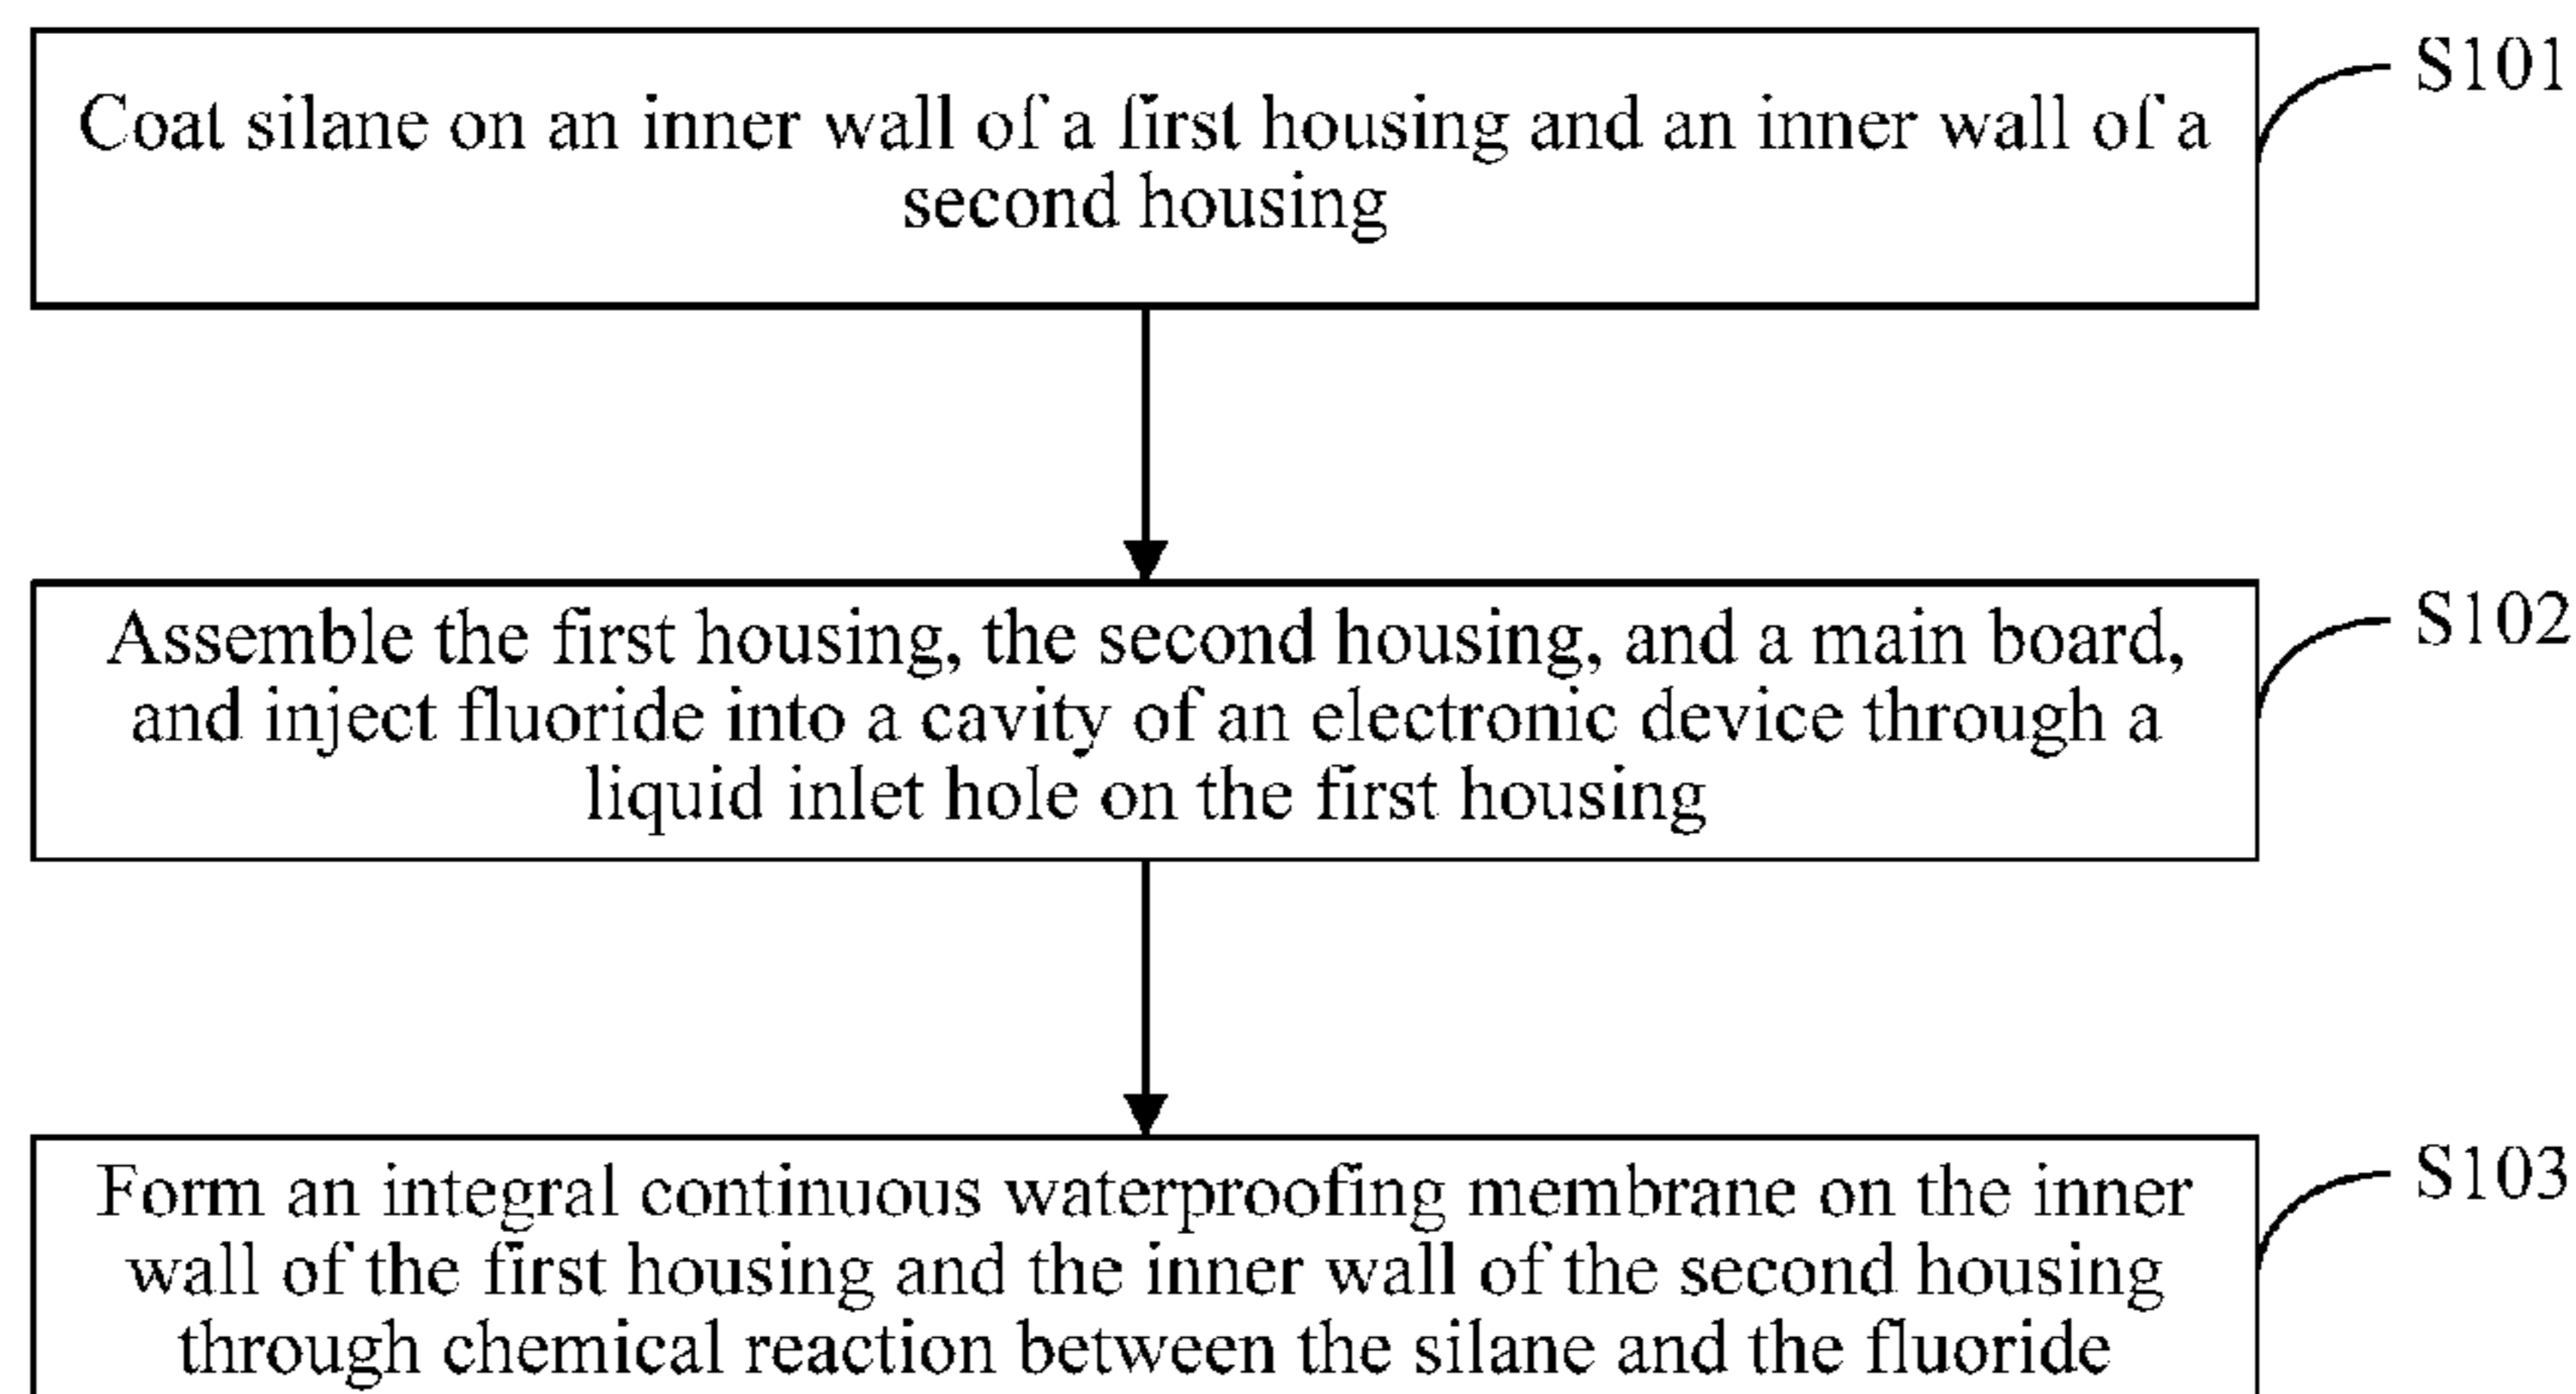 Coat silane on an inner wall of a first housing and an inner wall of a
second housing
S101
Assemble the first housing, the second housing, and a main board,
and inject fluoride into a cavity of an electronic device through a
liquid inlet hole on the first housing
S102
Form an integral continuous waterproofing membrane on the inner
wall of the first housing and the inner wall of the second housing
through chemical reaction between the silane and the fluoride
S103